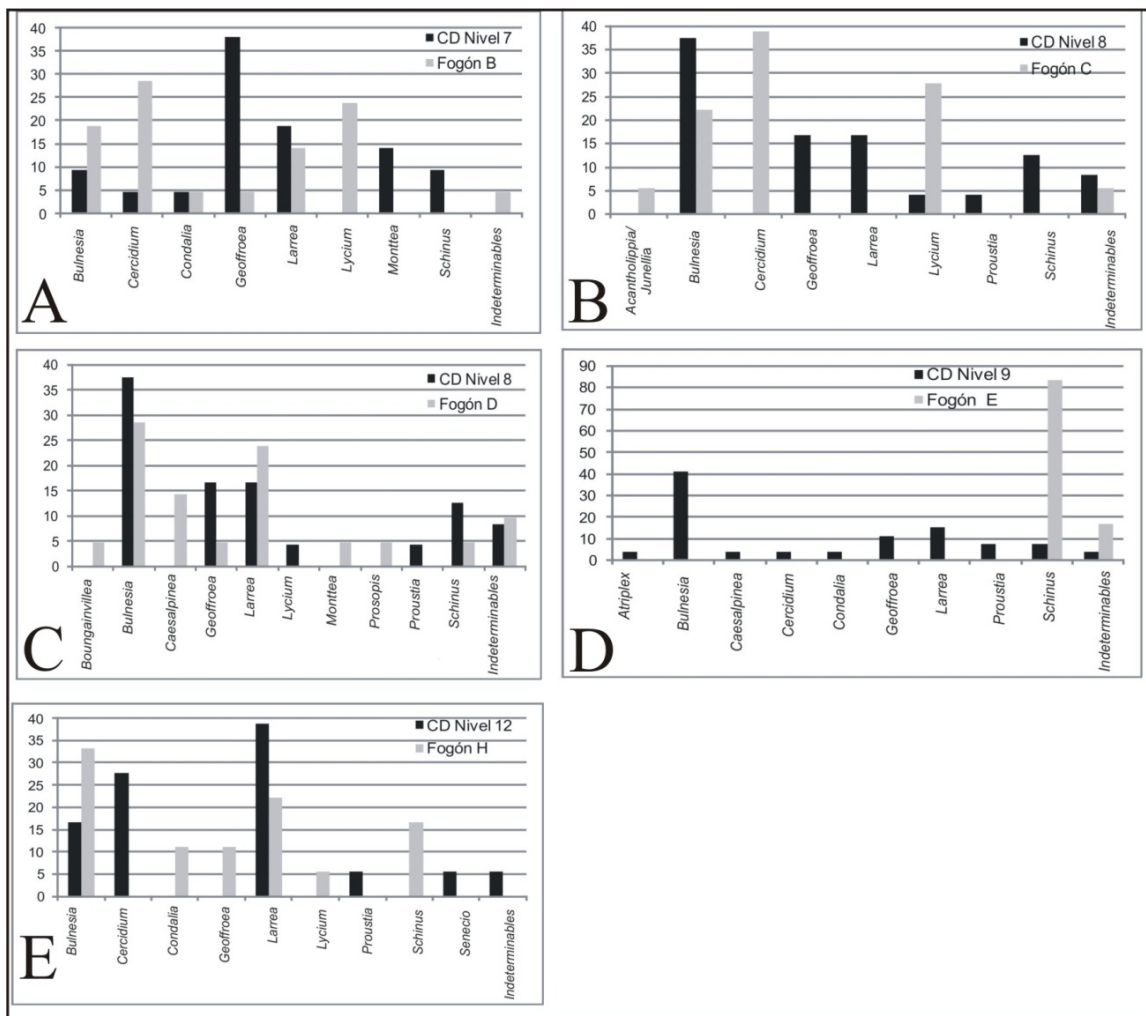 40
35
30
25
20
15
10
5
0
CD Nivel 7
Fogón B
Bulnesia
Cercidium
Condalia
Geoffroea
Larrea
Lycium
Monttea
Schinus
Indeterminables
A
40
35
30
25
20
15
10
5
0
CD Nivel 8
Fogón C
Acantholippia/
Junellia
Bulnesia
Cercidium
Geoffroea
Larrea
Lycium
Proustia
Schinus
Indeterminables
B
40
35
30
25
20
15
10
5
0
CD Nivel 8
Fogón D
Boungainvillea
Bulnesia
Caesalpinea
Geoffroea
Larrea
Lycium
Monttea
Prosopis
Proustia
Schinus
Indeterminables
C
90
80
70
60
50
40
30
20
10
0
CD Nivel 9
Fogón E
Atriplex
Bulnesia
Caesalpinea
Cercidium
Condalia
Geoffroea
Larrea
Proustia
Schinus
Indeterminables
D
40
35
30
25
20
15
10
5
0
CD Nivel 12
Fogón H
Bulnesia
Cercidium
Condalia
Geoffroea
Larrea
Lycium
Proustia
Schinus
Senecio
Indeterminables
E